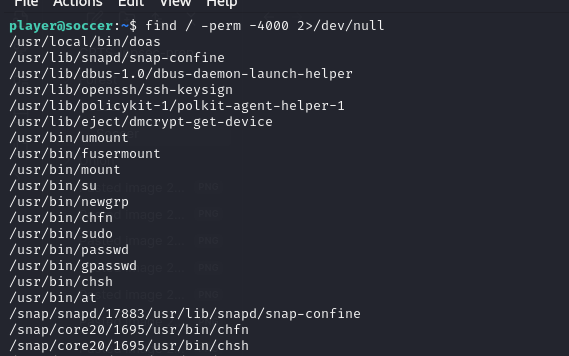 File Actions Edit View Help
player@soccer:~$ find / -perm -4000 2>/dev/null
/usr/local/bin/doas
/usr/lib/snapd/snap-confine
/usr/lib/dbus-1.0/dbus-daemon-launch-helper
/usr/lib/openssh/ssh-keysign
/usr/lib/policykit-1/polkit-agent-helper-1
/usr/lib/eject/dmcrypt-get-device
/usr/bin/umount
/usr/bin/fusermount
/usr/bin/mount
/usr/bin/su
/usr/bin/newgrp
/usr/bin/chfn
/usr/bin/sudo
/usr/bin/passwd
/usr/bin/gpasswd
/usr/bin/chsh
/usr/bin/at
/snap/snapd/17883/usr/lib/snapd/snap-confine
/snap/core20/1695/usr/bin/chfn
/snap/core20/1695/usr/bin/chsh